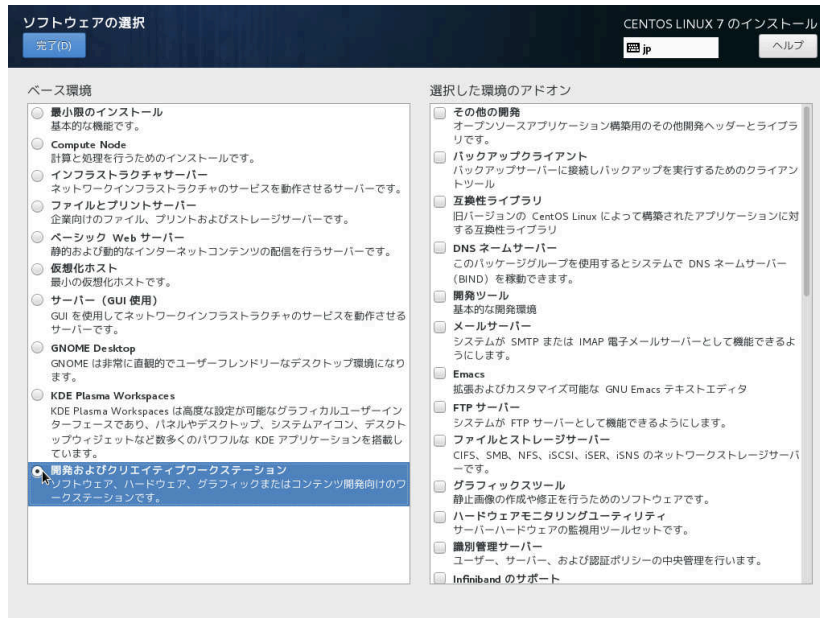 ソフトウェアの選択
完了(D)
CENTOS LINUX 7 のインストール
jp
ヘルプ
ベース環境
最小限のインストール
基本的な機能です。
Compute Node
計算と処理を行うためのインストールです。
インフラストラクチャサーバー
ネットワークインフラストラクチャのサービスを動作させるサーバーです。
ファイルとプリントサーバー
企業向けのファイル、プリントおよびストレージサーバーです。
ベーシック Web サーバー
静的および動的なインターネットコンテンツの配信を行うサーバーです。
仮想化ホスト
最小の仮想化ホストです。
サーバー（GUI 使用）
GUI を使用してネットワークインフラストラクチャのサービスを動作させる
サーバーです。
GNOME Desktop
GNOME は非常に直観的でユーザーフレンドリーなデスクトップ環境になり
ます。
KDE Plasma Workspaces
KDE Plasma Workspaces は高度な設定が可能なグラフィカルユーザーイン
ターフェースであり、パネルやデスクトップ、システムアイコン、デスクト
ップウィジェットなど数多くのパワフルな KDE アプリケーションを搭載し
ています。
開発およびクリエイティブワークステーション
ソフトウェア、ハードウェア、グラフィックまたはコンテンツ開発向けのワ
ークステーションです。
選択した環境のアドオン
その他の開発
オープンソースアプリケーション構築用のその他開発ヘッダーとライブラ
リです。
バックアップクライアント
バックアップサーバーに接続しバックアップを実行するためのクライアン
トツール
互換性ライブラリ
旧バージョンの CentOS Linux によって構築されたアプリケーションに対
する互換性ライブラリ
DNS ネームサーバー
このパッケージグループを使用するとシステムで DNS ネームサーバー
（BIND）を稼動できます。
開発ツール
基本的な開発環境
メールサーバー
システムが SMTP または IMAP 電子メールサーバーとして機能できるよ
うにします。
Emacs
拡張およびカスタマイズ可能な GNU Emacs テキストエディタ
FTP サーバー
システムが FTP サーバーとして機能できるようにします。
ファイルとストレージサーバー
CIFS、SMB、NFS、iSCSI、iSER、iSNS のネットワークストレージサーバ
ーです。
グラフィックスツール
静止画像の作成や修正を行うためのソフトウェアです。
ハードウェアモニタリングユーティリティ
サーバーハードウェアの監視用ツールセットです。
識別管理サーバー
ユーザー、サーバー、および認証ポリシーの中央管理を行います。
Infiniband のサポート